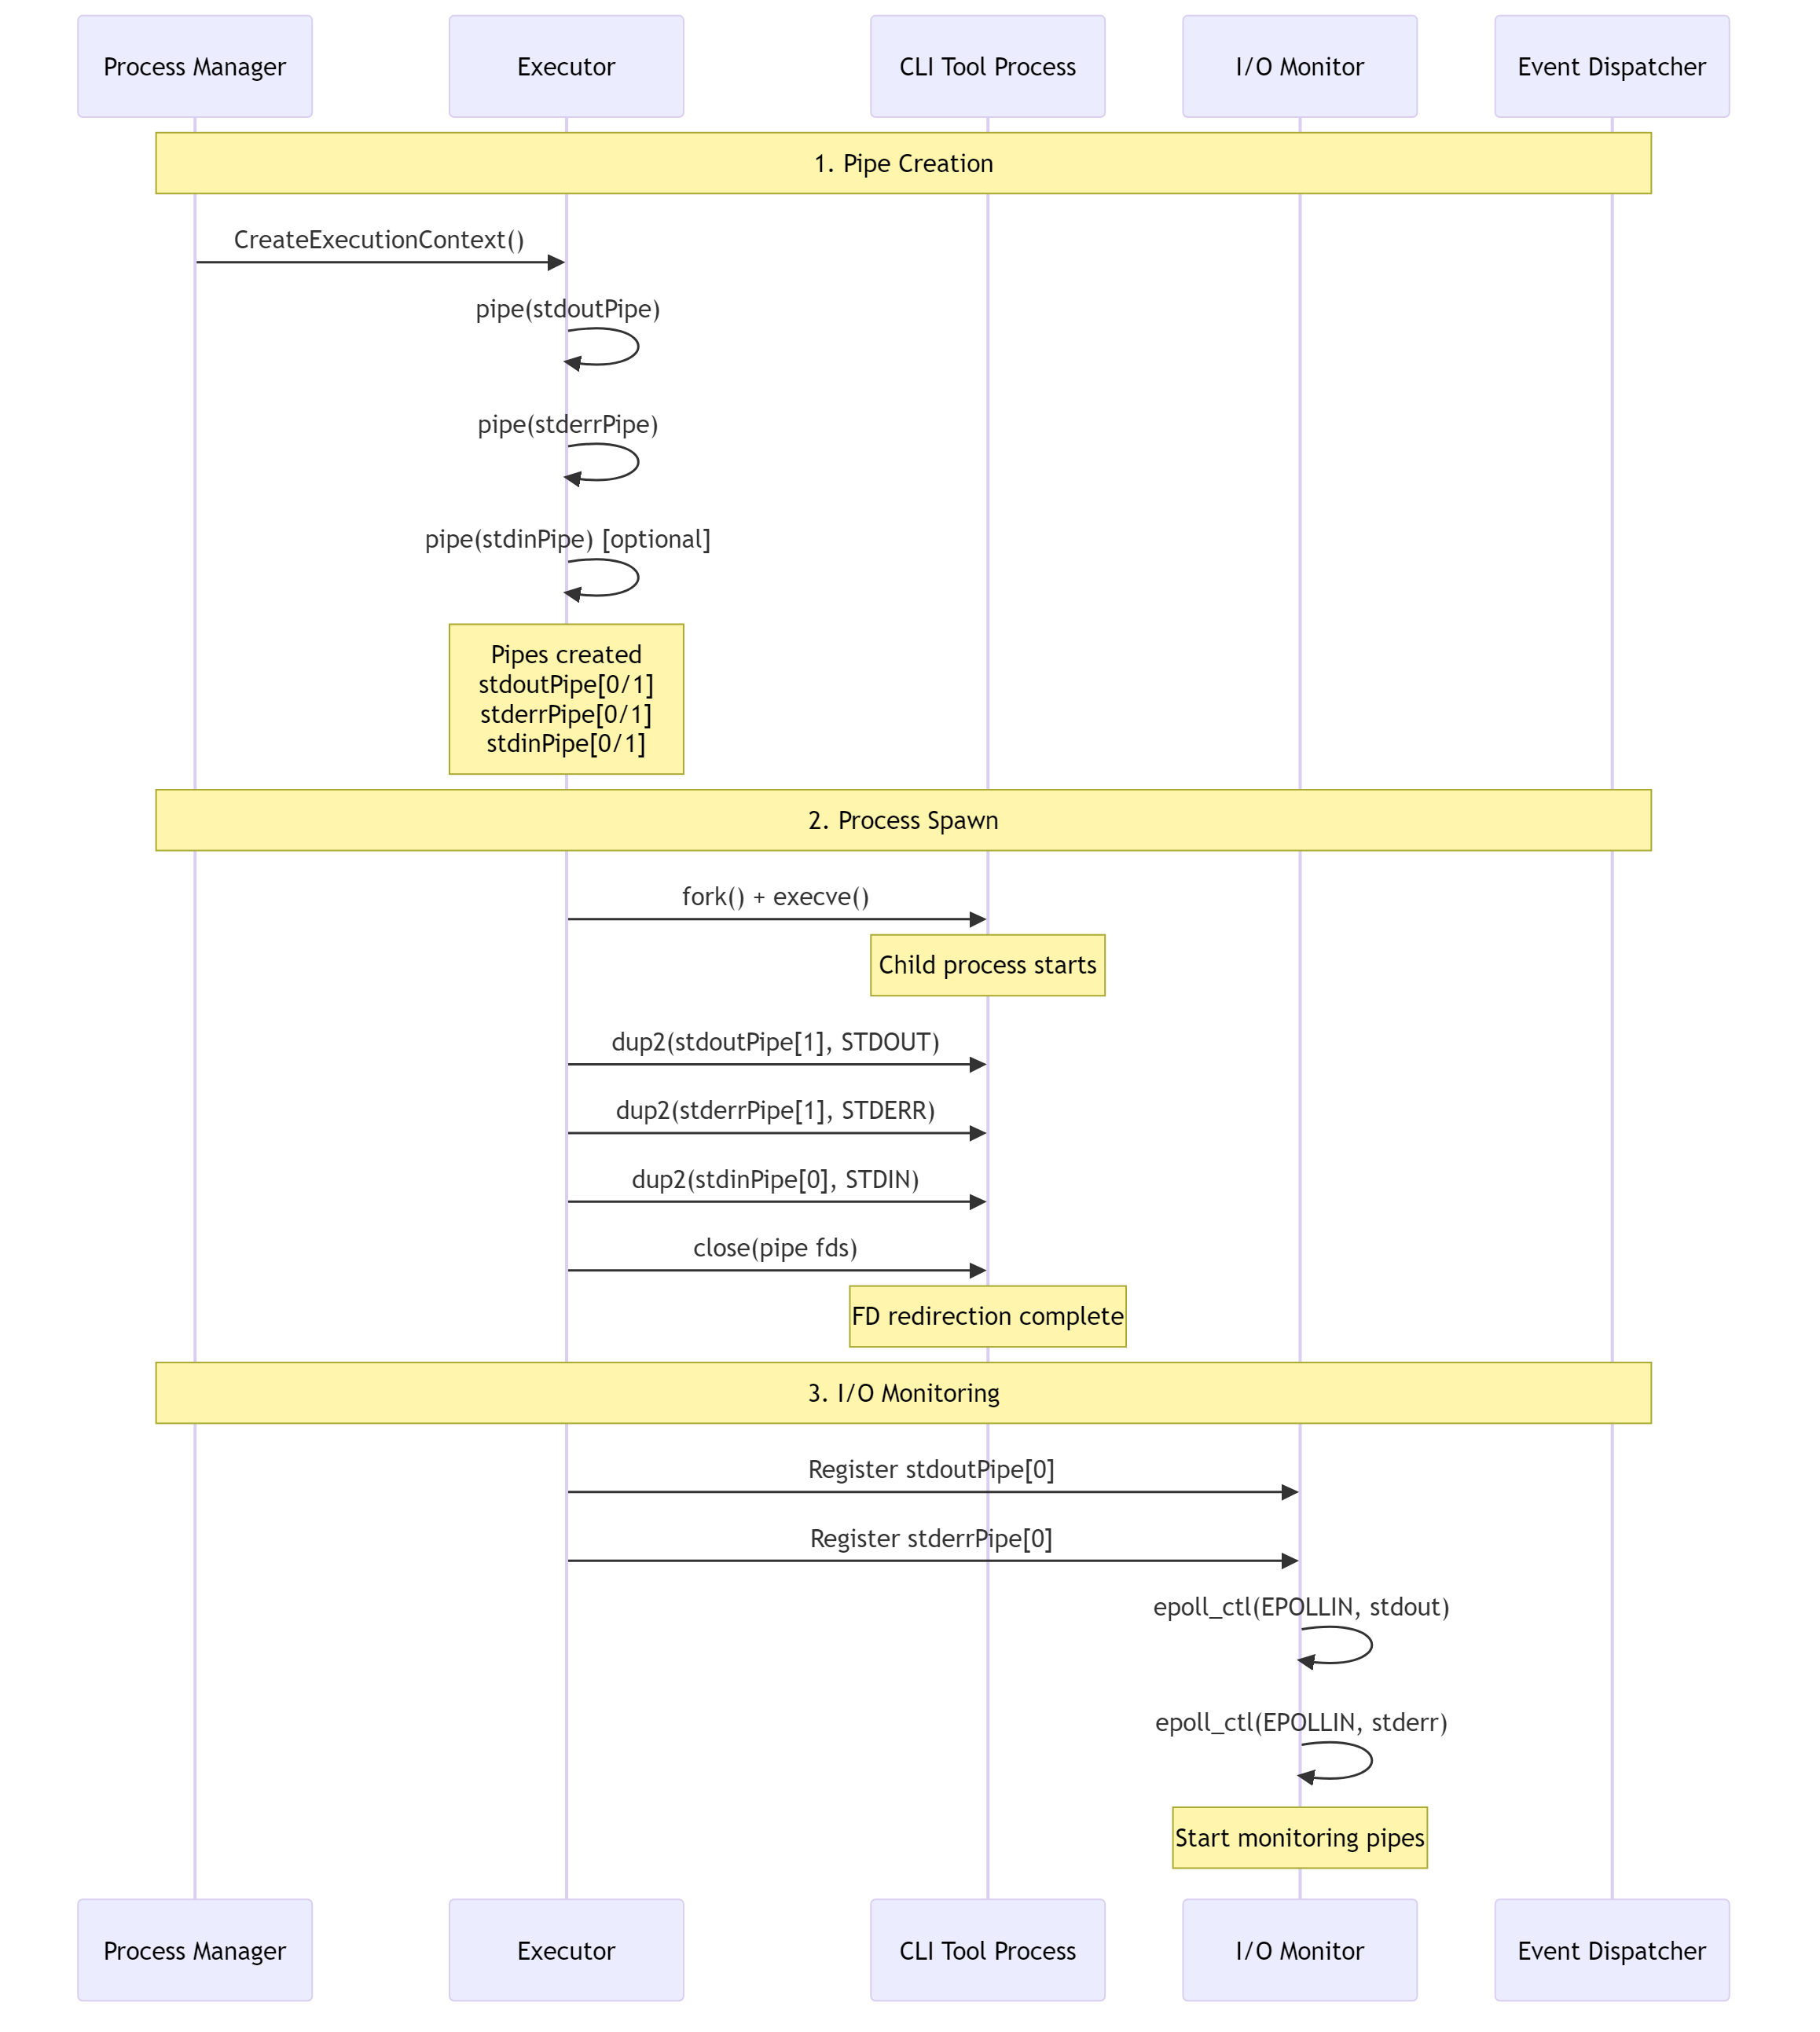 Process Manager
Executor
CLI Tool Process
I/O Monitor
Event Dispatcher
1. Pipe Creation
CreateExecutionContext()
pipe(stdoutPipe)
pipe(stderrPipe)
pipe(stdinPipe) [optional]
Pipes created
stdoutPipe[0/1]
stderrPipe[0/1]
stdinPipe[0/1]
2. Process Spawn
fork() + execve()
Child process starts
dup2(stdoutPipe[1], STDOUT)
dup2(stderrPipe[1], STDERR)
dup2(stdinPipe[0], STDIN)
close(pipe fds)
FD redirection complete
3. I/O Monitoring
Register stdoutPipe[0]
Register stderrPipe[0]
epoll_ctl(EPOLLIN, stdout)
epoll_ctl(EPOLLIN, stderr)
Start monitoring pipes
Process Manager
Executor
CLI Tool Process
I/O Monitor
Event Dispatcher